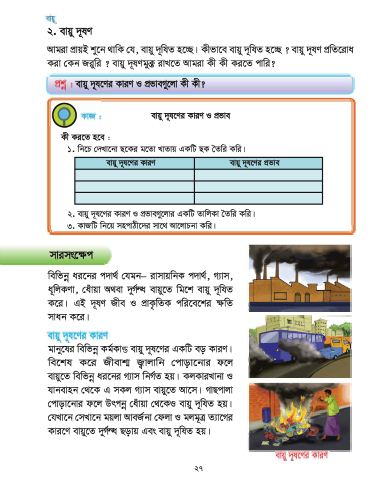 বায়ু
২. বায়ু দূষণ
আমরা প্রায়ই শুনে থাকি যে, বায়ু দূষিত হচ্ছে। কীভাবে বায়ু দূষিত হচ্ছে ? বায়ু দূষণ প্রতিরোধ
করা কেন জরুরি ? বায়ু দূষণমুক্ত রাখতে আমরা কী কী করতে পারি?
প্রশ্ন : বায়ু দূষণের কারণ ও প্রভাবগুলো কী কী?
কাজ : বায়ু দূষণের কারণ ও প্রভাব
কী করতে হবে :
১. নিচে দেখানো ছকের মতো খাতায় একটি ছক তৈরি করি।
বায়ু দূষণের কারণ বায়ু দূষণের প্রভাব
২. বায়ু দূষণের কারণ ও প্রভাবগুলোর একটি তালিকা তৈরি করি।
৩. কাজটি নিয়ে সহপাঠীদের সাথে আলোচনা করি।
সারসংক্ষেপ
বিভিন্ন ধরনের পদার্থ যেমন– রাসায়নিক পদার্থ, গ্যাস,
ধূলিকণা, ধোঁয়া অথবা দুর্গন্ধ বায়ুতে মিশে বায়ু দূষিত
করে। এই দূষণ জীব ও প্রাকৃতিক পরিবেশের ক্ষতি
সাধন করে।
বায়ু দূষণের কারণ
মানুষের বিভিন্ন কর্মকাণ্ড বায়ু দূষণের একটি বড় কারণ।
বিশেষ করে জীবাশ্ম জ্বালানি পোড়ানোর ফলে
বায়ুতে বিভিন্ন ধরনের গ্যাস নির্গত হয়। কলকারখানা ও
যানবাহন থেকে এ সকল গ্যাস বায়ুতে আসে। গাছপালা
পোড়ানোর ফলে উৎপন্ন ধোঁয়া থেকেও বায়ু দূষিত হয়।
যেখানে সেখানে ময়লা আবর্জনা ফেলা ও মলমূত্র ত্যাগের
কারণে বায়ুতে দুর্গন্ধ ছড়ায় এবং বায়ু দূষিত হয়।
বায়ু দূষণের কারণ
২৭